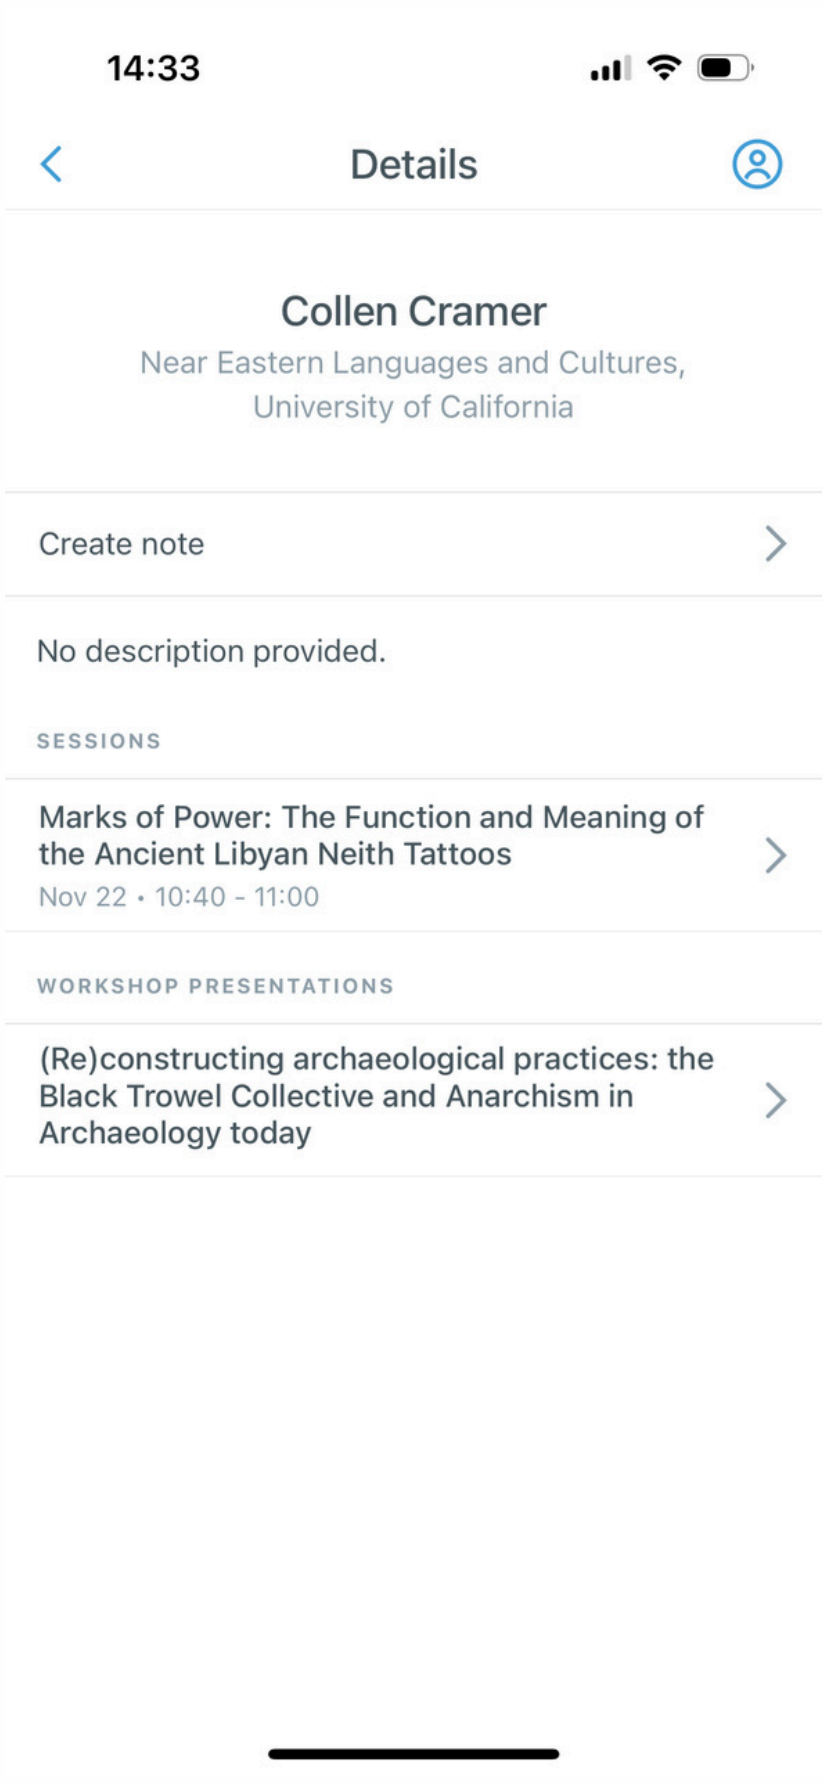 14:33
Details
Collen Cramer
Near Eastern Languages and Cultures,
University of California
Create note
No description provided.
SESSIONS
Marks of Power: The Function and Meaning of
the Ancient Libyan Neith Tattoos
Nov 22 • 10:40 - 11:00
WORKSHOP PRESENTATIONS
(Re)constructing archaeological practices: the
Black Trowel Collective and Anarchism in
Archaeology today